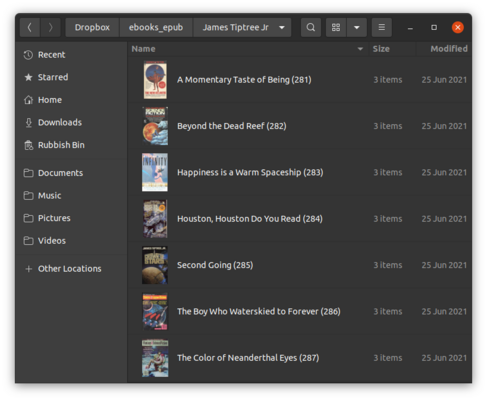 Dropbox ebooks_epub James Tiptree Jr
Name Size Modified
Recent
Starred
Home
Downloads
Rubbish Bin
Documents
Music
Pictures
Videos
Other Locations
A Momentary Taste of Being (281) 3 items 25 Jun 2021
Beyond the Dead Reef (282) 3 items 25 Jun 2021
Happiness is a Warm Spaceship (283) 3 items 25 Jun 2021
Houston, Houston Do You Read (284) 3 items 25 Jun 2021
Second Going (285) 3 items 25 Jun 2021
The Boy Who Waterskied to Forever (286) 3 items 25 Jun 2021
The Color of Neanderthal Eyes (287) 3 items 25 Jun 2021